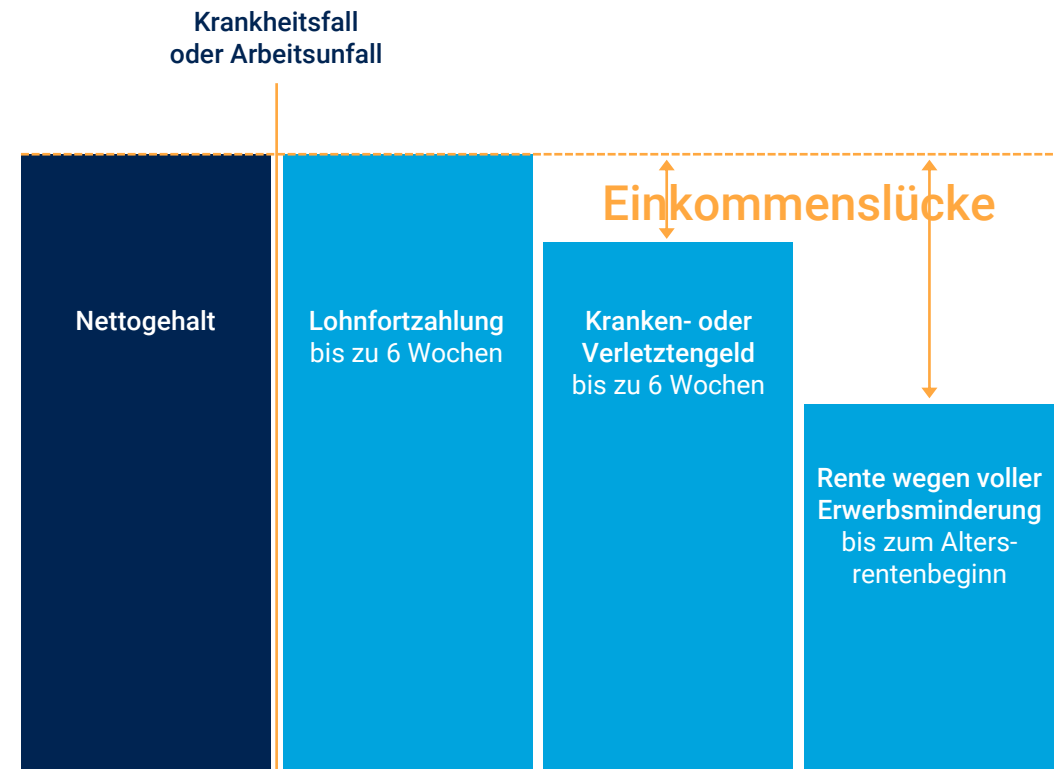 Krankheitsfall
oder Arbeitsunfall
Einkommenslücke
Nettogehalt
Lohnfortzahlung
bis zu 6 Wochen
Kranken- oder
Verletztengeld
bis zu 6 Wochen
Rente wegen voller
Erwerbsminderung
bis zum Alters-
rentenbeginn